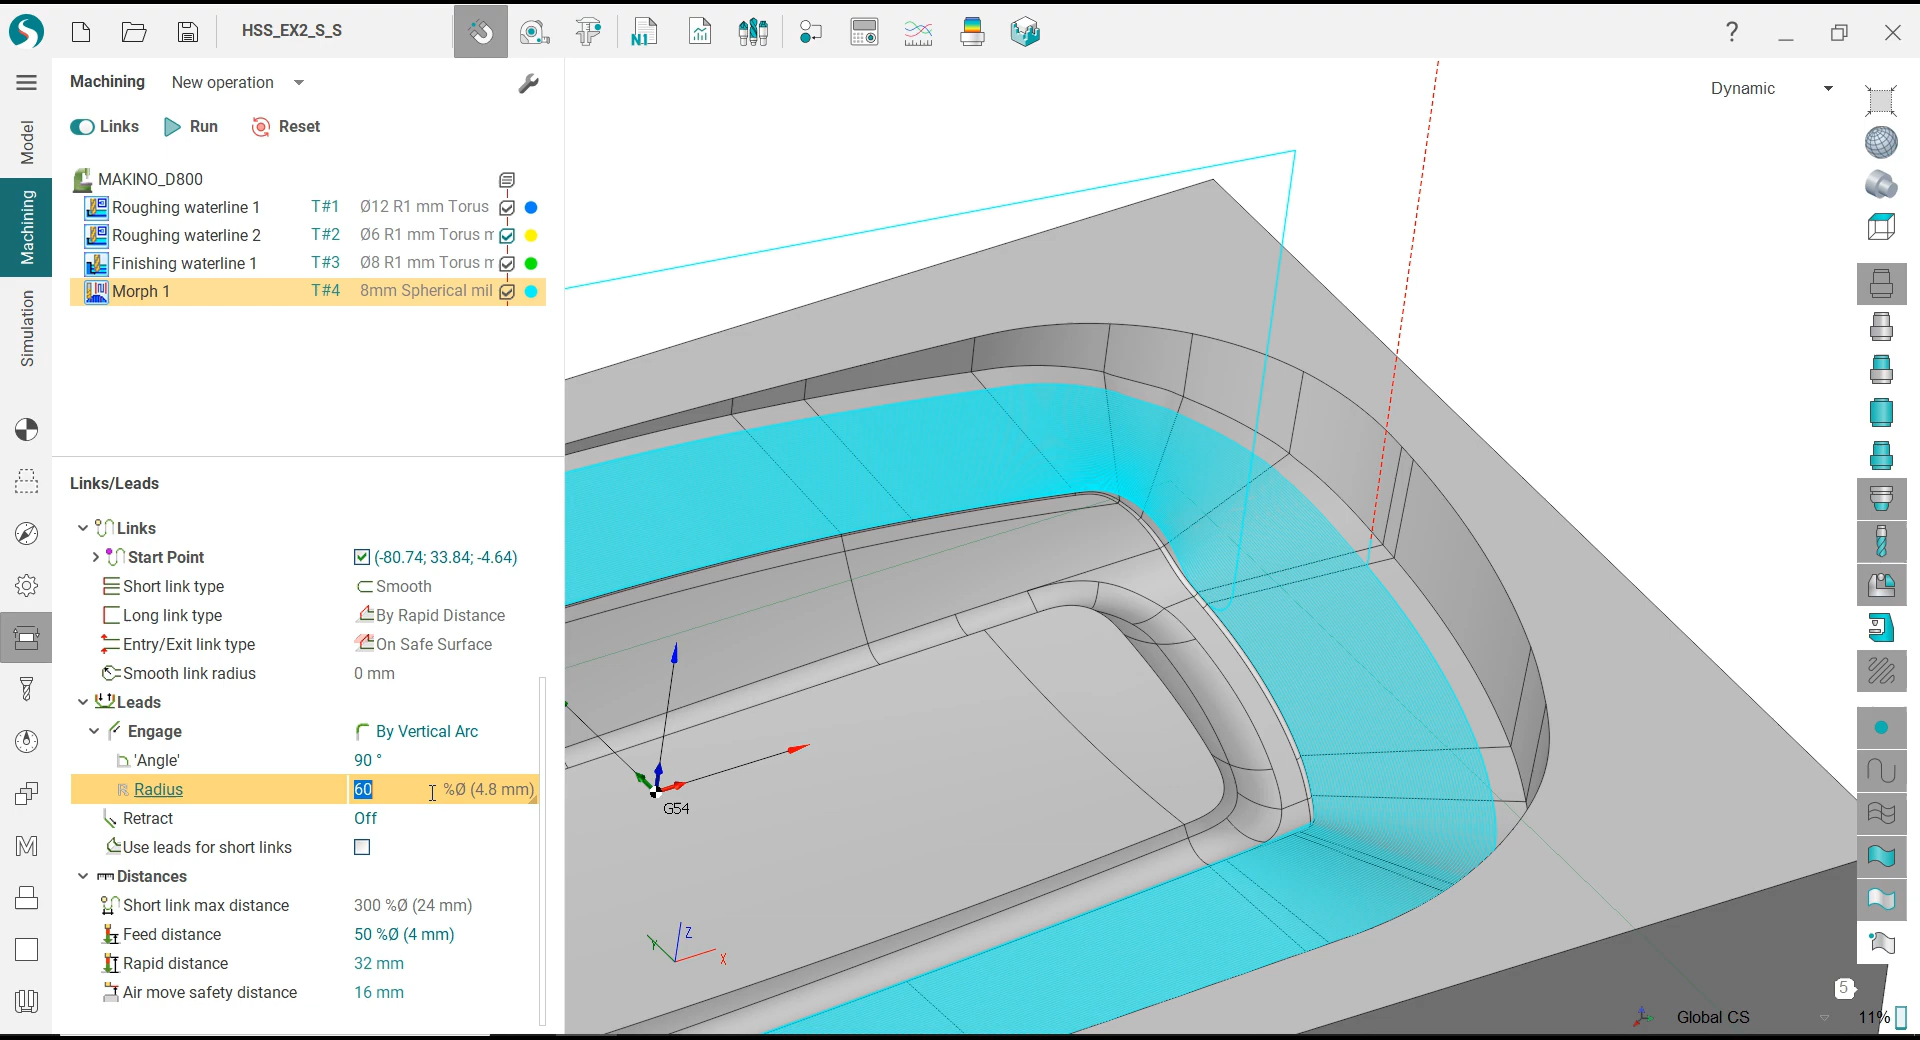 HSS_EX2_S_S
N1
?
Machining New operation
Links Run Reset
MAKINO_D800
Roughing waterline 1 T#1 Ø12 R1 mm Torus
Roughing waterline 2 T#2 Ø6 R1 mm Torus m
Finishing waterline 1 T#3 Ø8 R1 mm Torus m
Morph 1 T#4 8mm Spherical mil
Model
Machining
Simulation
Links/Leads
Links
Start Point (-80.74; 33.84; -4.64)
Short link type Smooth
Long link type By Rapid Distance
Entry/Exit link type On Safe Surface
Smooth link radius 0 mm
Leads
Engage By Vertical Arc
'Angle' 90 °
Radius 60 %Ø (4.8 mm)
Retract Off
Use leads for short links
Distances
Short link max distance 300 %Ø (24 mm)
Feed distance 50 %Ø (4 mm)
Rapid distance 32 mm
Air move safety distance 16 mm
Dynamic
G54
Z
Y
X
5
Global CS 11%